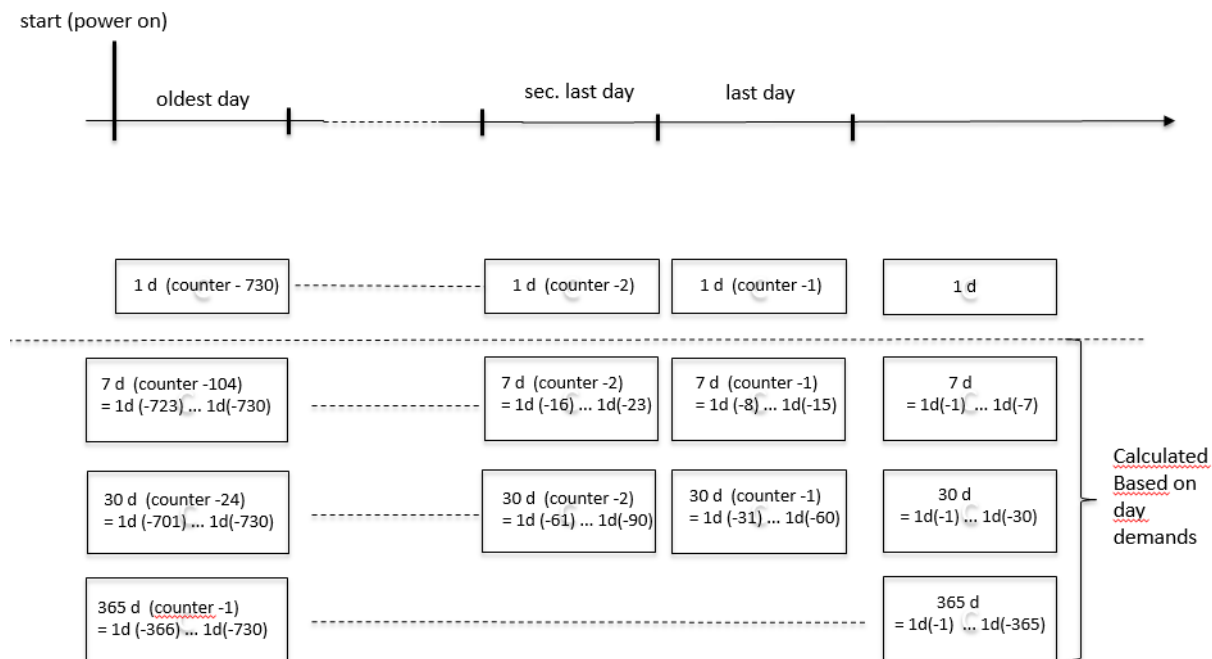 start (power on)
oldest day
sec. last day
last day
1 d (counter - 730)
1 d (counter -2)
1 d (counter -1)
1 d
7 d (counter -104)
= 1d (-723) ... 1d(-730)
7 d (counter -2)
= 1d (-16) ... 1d(-23)
7 d (counter -1)
= 1d (-8) ... 1d(-15)
7 d
= 1d(-1) ... 1d(-7)
30 d (counter -24)
= 1d (-701) ... 1d(-730)
30 d (counter -2)
= 1d (-61) ... 1d(-90)
30 d (counter -1)
= 1d (-31) ... 1d(-60)
30 d
= 1d(-1) ... 1d(-30)
365 d (counter -1)
= 1d (-366) ... 1d(-730)
365 d
= 1d(-1) ... 1d(-365)
Calculated
Based on
day
demands